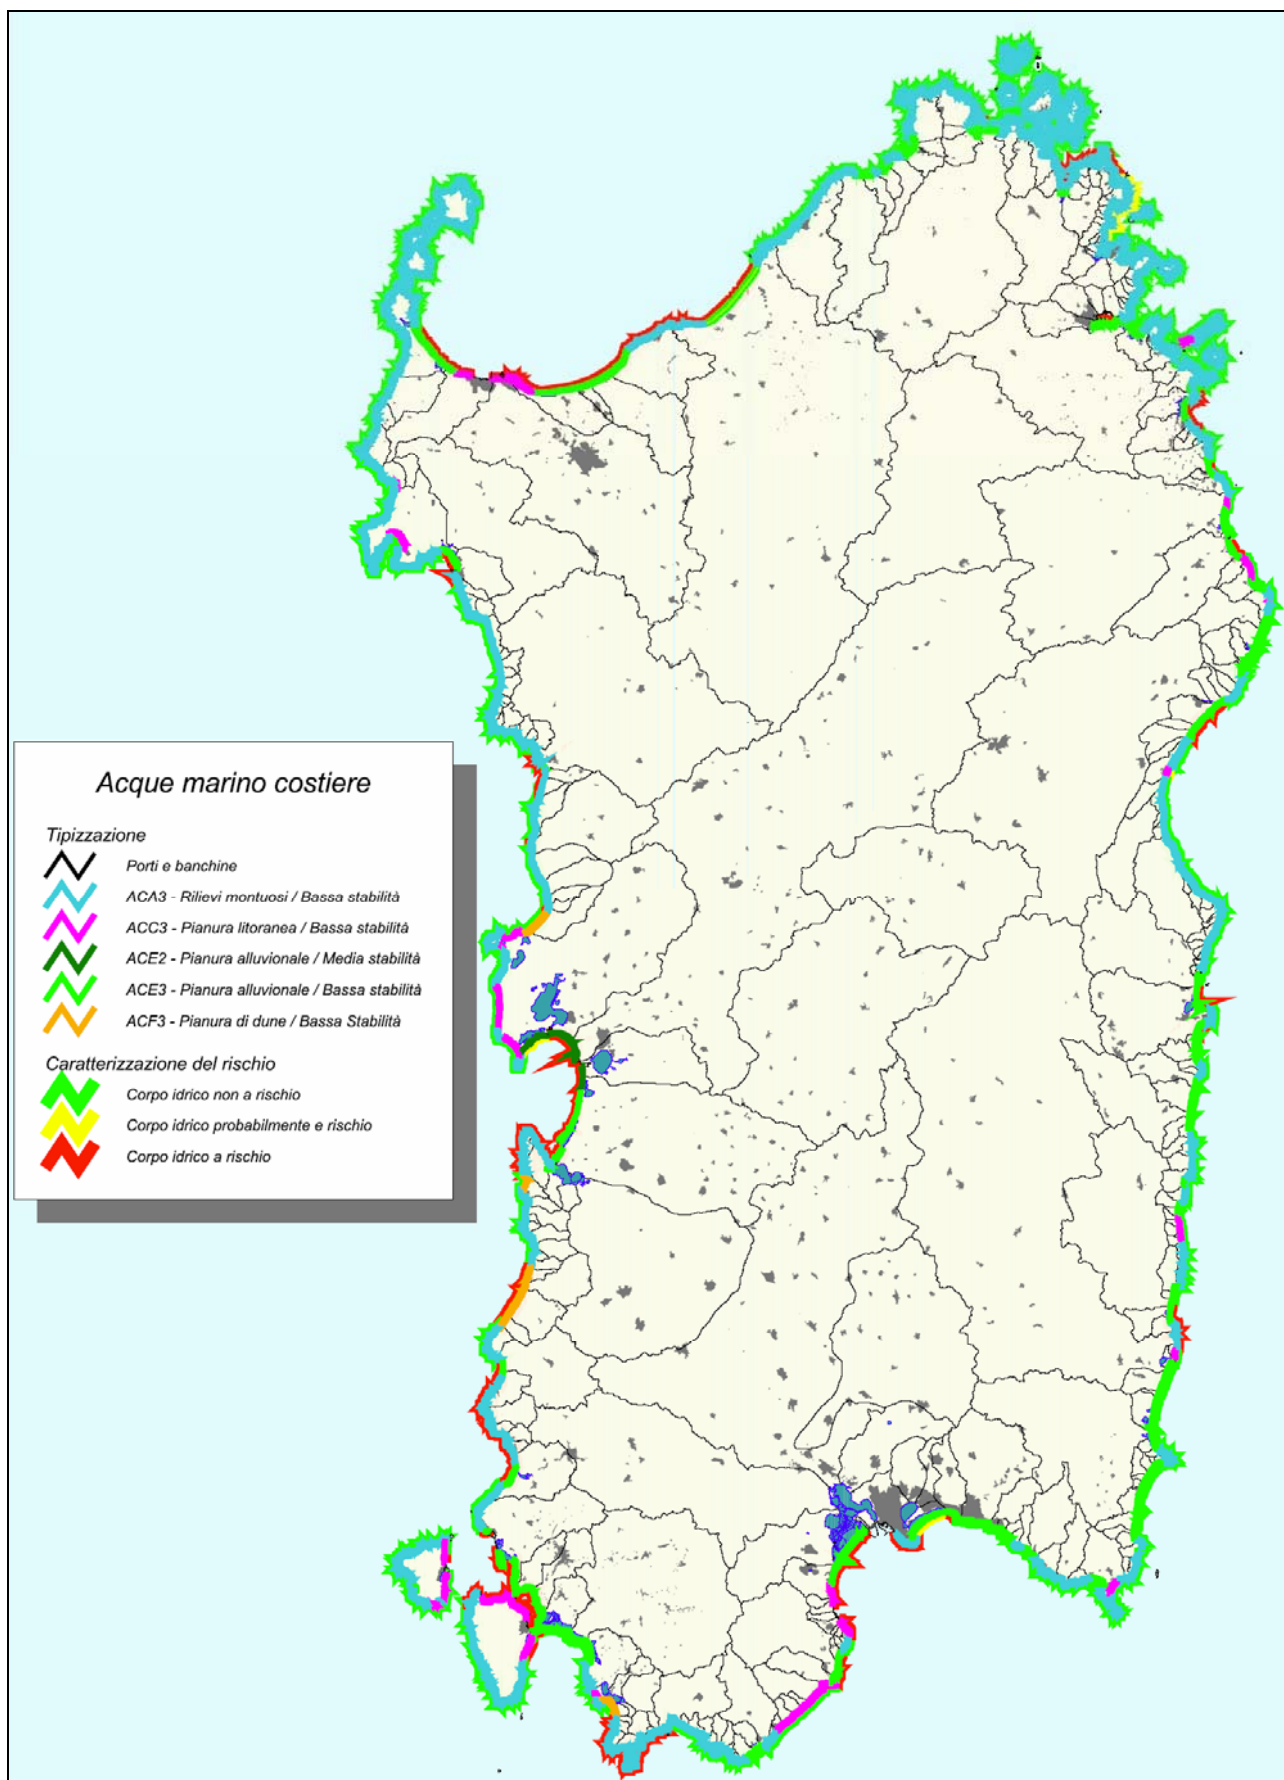 Acque marino costiere
Tipizzazione
Porti e banchine
ACA3 - Rilievi montuosi / Bassa stabilità
ACC3 - Pianura litoranea / Bassa stabilità
ACE2 - Pianura alluvionale / Media stabilità
ACE3 - Pianura alluvionale / Bassa stabilità
ACF3 - Pianura di dune / Bassa Stabilità
Caratterizzazione del rischio
Corpo idrico non a rischio
Corpo idrico probabilmente e rischio
Corpo idrico a rischio